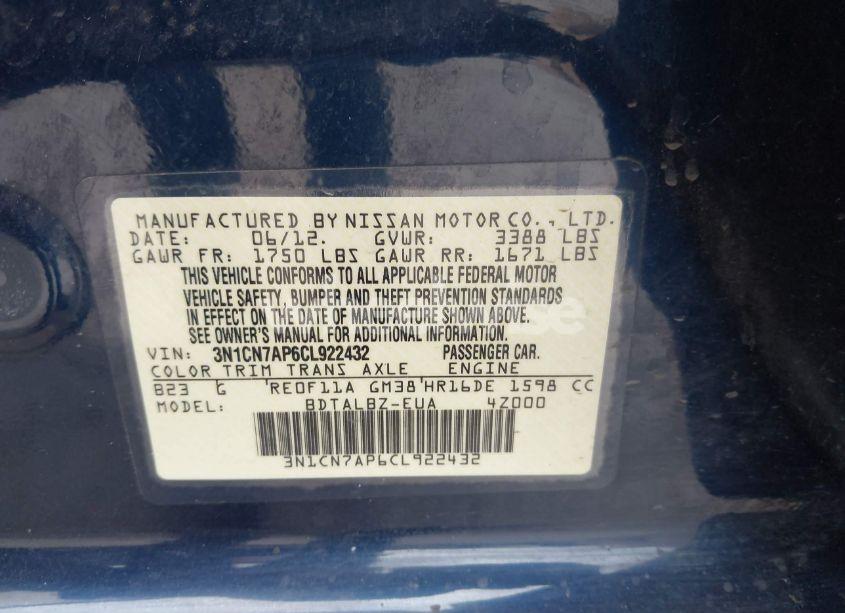 MANUFACTURED BY NISSAN MOTOR CO., LTD.
DATE: 06/12. GVWR: 3388 LBS
GAWR FR: 1750 LBS GAWR RR: 1671 LBS
THIS VEHICLE CONFORMS TO ALL APPLICABLE FEDERAL MOTOR
VEHICLE SAFETY, BUMPER AND THEFT PREVENTION STANDARDS
IN EFFECT ON THE DATE OF MANUFACTURE SHOWN ABOVE.
SEE OWNER'S MANUAL FOR ADDITIONAL INFORMATION.
VIN: 3N1CN7AP6CL922432 PASSENGER CAR.
COLOR TRIM TRANS AXLE ENGINE
B23 G 'RE0F11A GM38'HR16DE 1598 CC
MODEL: BDTALBZ-EUA 4Z000
3N1CN7AP6CL922432